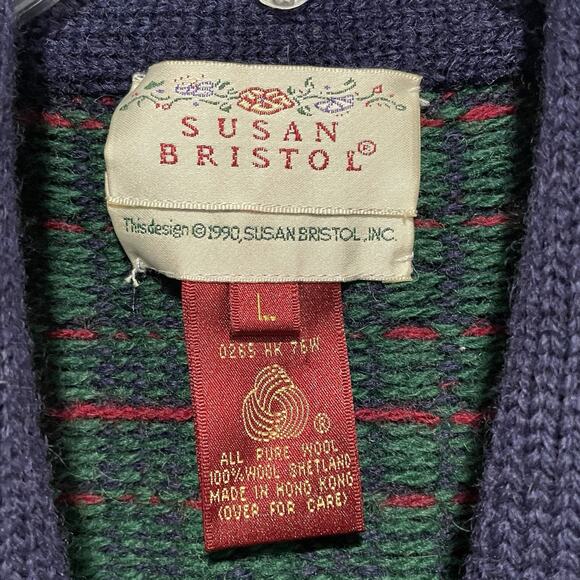 SUSAN
BRISTOL®
This design © 1990, SUSAN BRISTOL, INC.
L
0265 HK 76W
®
ALL PURE WOOL
100% WOOL SHETLAND
MADE IN HONG KONG
(OVER FOR CARE)